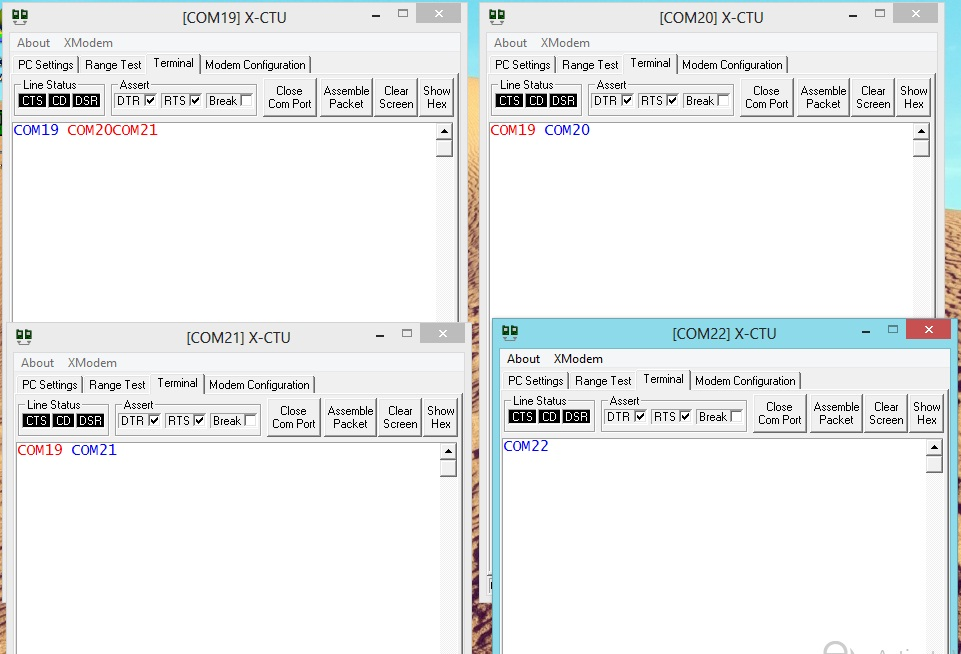 [COM19] X-CTU
About XModem
PC Settings Range Test Terminal Modem Configuration
Line Status Assert
CTS CD DSR DTR RTS Break
Close Com Port
Assemble Packet
Clear Screen
Show Hex
COM19 COM20COM21
[COM20] X-CTU
About XModem
PC Settings Range Test Terminal Modem Configuration
Line Status Assert
CTS CD DSR DTR RTS Break
Close Com Port
Assemble Packet
Clear Screen
Show Hex
COM19 COM20
[COM21] X-CTU
About XModem
PC Settings Range Test Terminal Modem Configuration
Line Status Assert
CTS CD DSR DTR RTS Break
Close Com Port
Assemble Packet
Clear Screen
Show Hex
COM19 COM21
[COM22] X-CTU
About XModem
PC Settings Range Test Terminal Modem Configuration
Line Status Assert
CTS CD DSR DTR RTS Break
Close Com Port
Assemble Packet
Clear Screen
Show Hex
COM22